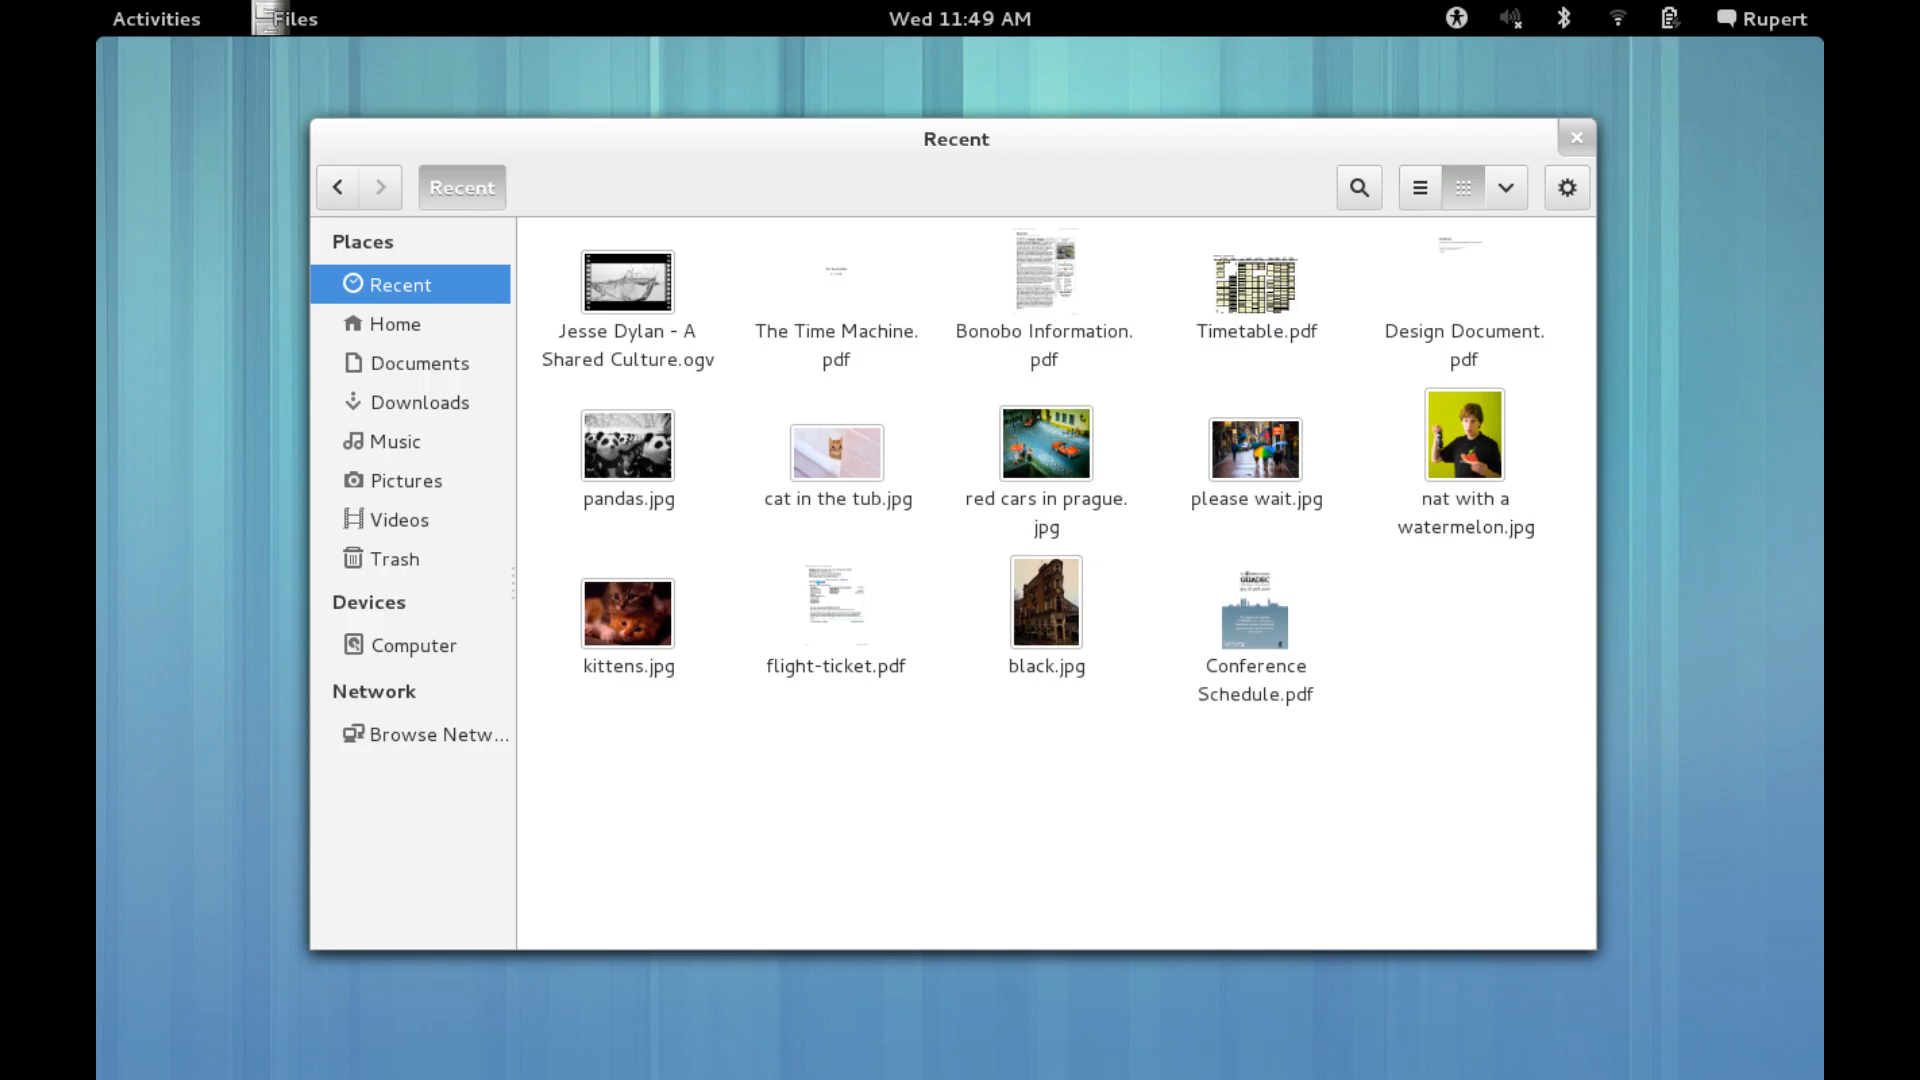 Activities
Files
Wed 11:49 AM
Rupert
Recent
Recent
Places
Recent
Home
Documents
Downloads
Music
Pictures
Videos
Trash
Devices
Computer
Network
Browse Netw...
Jesse Dylan - A
Shared Culture.ogv
The Time Machine.
pdf
Bonobo Information.
pdf
Timetable.pdf
Design Document.
pdf
pandas.jpg
cat in the tub.jpg
red cars in prague.
jpg
please wait.jpg
nat with a
watermelon.jpg
kittens.jpg
flight-ticket.pdf
black.jpg
GUADEC
Conference
Schedule.pdf